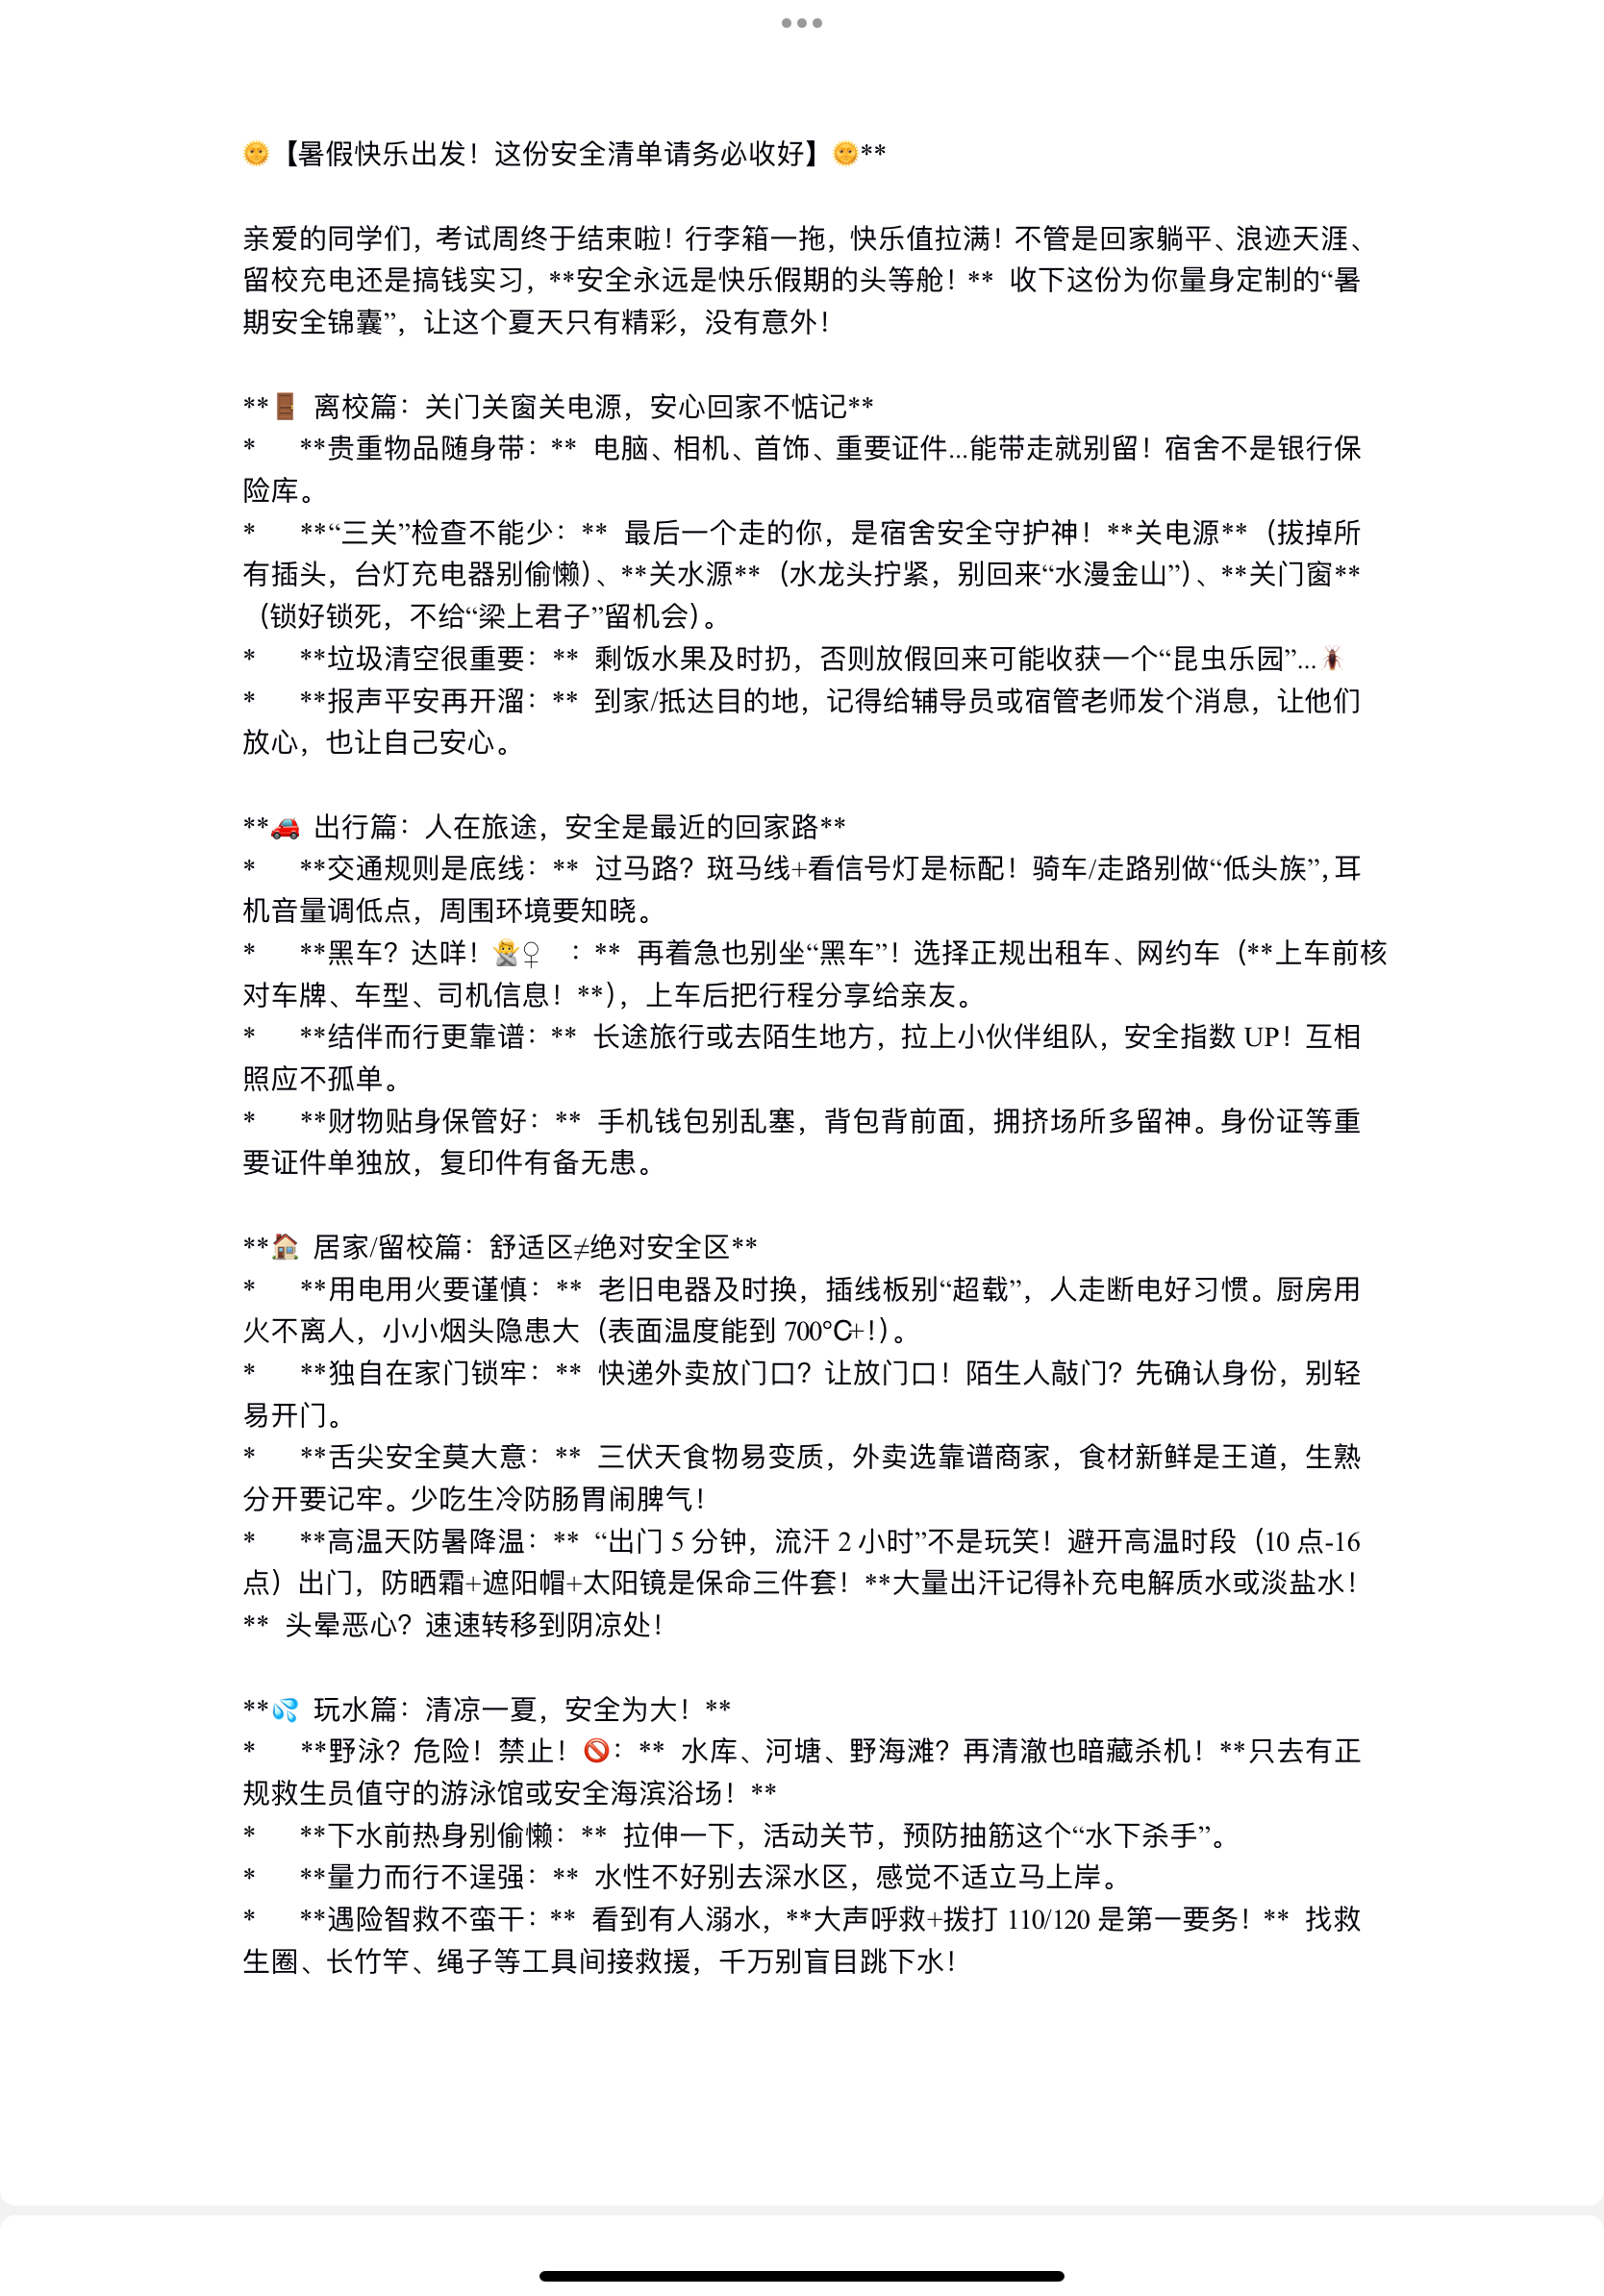 🌞【暑假快乐出发！这份安全清单请务必收好】🌞**
亲爱的同学们，考试周终于结束啦！行李箱一拖，快乐值拉满！不管是回家躺平、浪迹天涯、
留校充电还是搞钱实习，**安全永远是快乐假期的头等舱！** 收下这份为你量身定制的“暑
期安全锦囊”，让这个夏天只有精彩，没有意外！
**🚪 离校篇：关门关窗关电源，安心回家不惦记**
* **贵重物品随身带：** 电脑、相机、首饰、重要证件...能带走就别留！宿舍不是银行保
险库。
* **“三关”检查不能少：** 最后一个走的你，是宿舍安全守护神！**关电源**（拔掉所
有插头，台灯充电器别偷懒）、**关水源**（水龙头拧紧，别回来“水漫金山”）、**关门窗**
（锁好锁死，不给“梁上君子”留机会）。
* **垃圾清空很重要：** 剩饭水果及时扔，否则放假回来可能收获一个“昆虫乐园”...🪳
* **报声平安再开溜：** 到家/抵达目的地，记得给辅导员或宿管老师发个消息，让他们
放心，也让自己安心。
**🚗 出行篇：人在旅途，安全是最近的回家路**
* **交通规则是底线：** 过马路？斑马线+看信号灯是标配！骑车/走路别做“低头族”，耳
机音量调低点，周围环境要知晓。
* **黑车？达咩！🙅♀ ：** 再着急也别坐“黑车”！选择正规出租车、网约车（**上车前核
对车牌、车型、司机信息！**），上车后把行程分享给亲友。
* **结伴而行更靠谱：** 长途旅行或去陌生地方，拉上小伙伴组队，安全指数 UP！互相
照应不孤单。
* **财物贴身保管好：** 手机钱包别乱塞，背包背前面，拥挤场所多留神。身份证等重
要证件单独放，复印件有备无患。
**🏠 居家/留校篇：舒适区≠绝对安全区**
* **用电用火要谨慎：** 老旧电器及时换，插线板别“超载”，人走断电好习惯。厨房用
火不离人，小小烟头隐患大（表面温度能到 700℃+！）。
* **独自在家门锁牢：** 快递外卖放门口？让放门口！陌生人敲门？先确认身份，别轻
易开门。
* **舌尖安全莫大意：** 三伏天食物易变质，外卖选靠谱商家，食材新鲜是王道，生熟
分开要记牢。少吃生冷防肠胃闹脾气！
* **高温天防暑降温：** “出门 5 分钟，流汗 2 小时”不是玩笑！避开高温时段（10 点-16
点）出门，防晒霜+遮阳帽+太阳镜是保命三件套！**大量出汗记得补充电解质水或淡盐水！
** 头晕恶心？速速转移到阴凉处！
**💦 玩水篇：清凉一夏，安全为大！**
* **野泳？危险！禁止！🚫：** 水库、河塘、野海滩？再清澈也暗藏杀机！**只去有正
规救生员值守的游泳馆或安全海滨浴场！**
* **下水前热身别偷懒：** 拉伸一下，活动关节，预防抽筋这个“水下杀手”。
* **量力而行不逞强：** 水性不好别去深水区，感觉不适立马上岸。
* **遇险智救不蛮干：** 看到有人溺水，**大声呼救+拨打 110/120 是第一要务！** 找救
生圈、长竹竿、绳子等工具间接救援，千万别盲目跳下水！